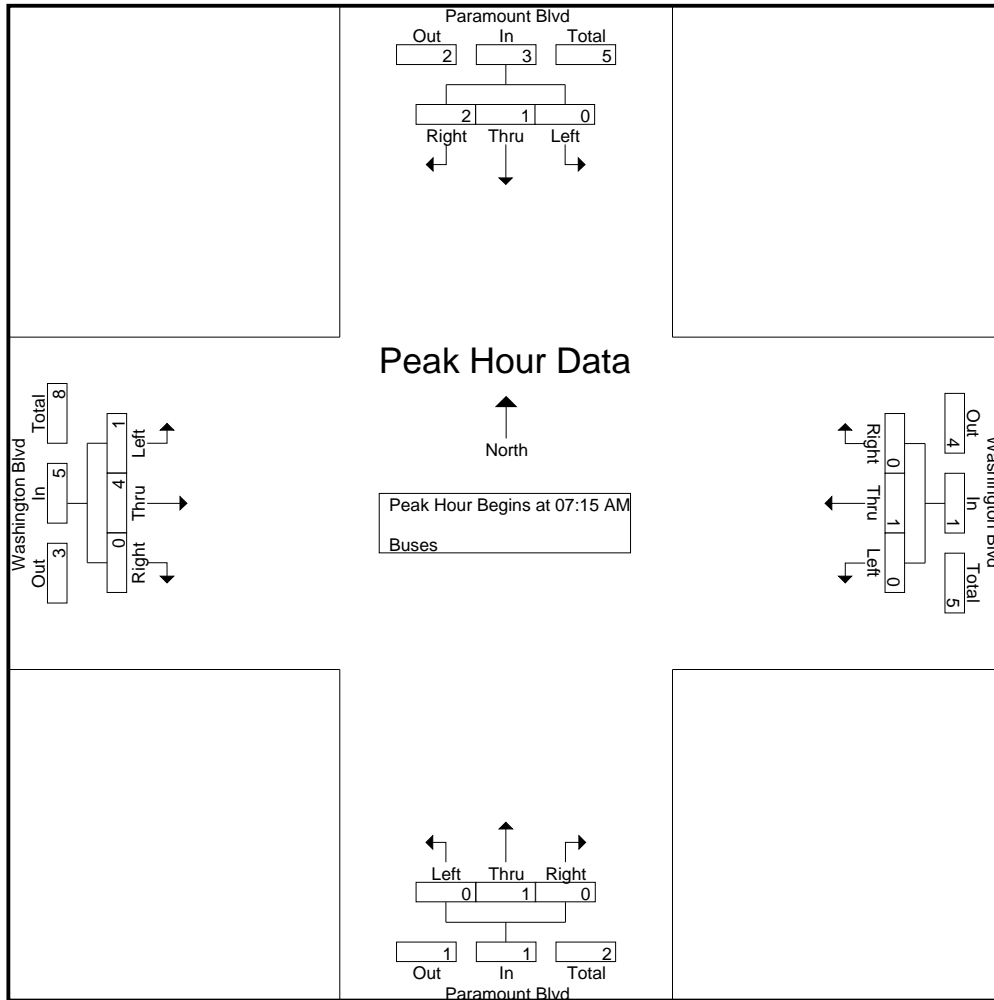 Paramount Blvd
Out In Total
2 3 5
2 1 0
Right Thru Left
Peak Hour Data
North
Peak Hour Begins at 07:15 AM
Buses
Washington Blvd
Total In Out
8 5 3
1 4 0
Left Thru Right
Right Thru Left
0 1 0
4 1 5
Out In Total
Washington Blvd
Left Thru Right
0 1 0
1 1 2
Out In Total
Paramount Blvd